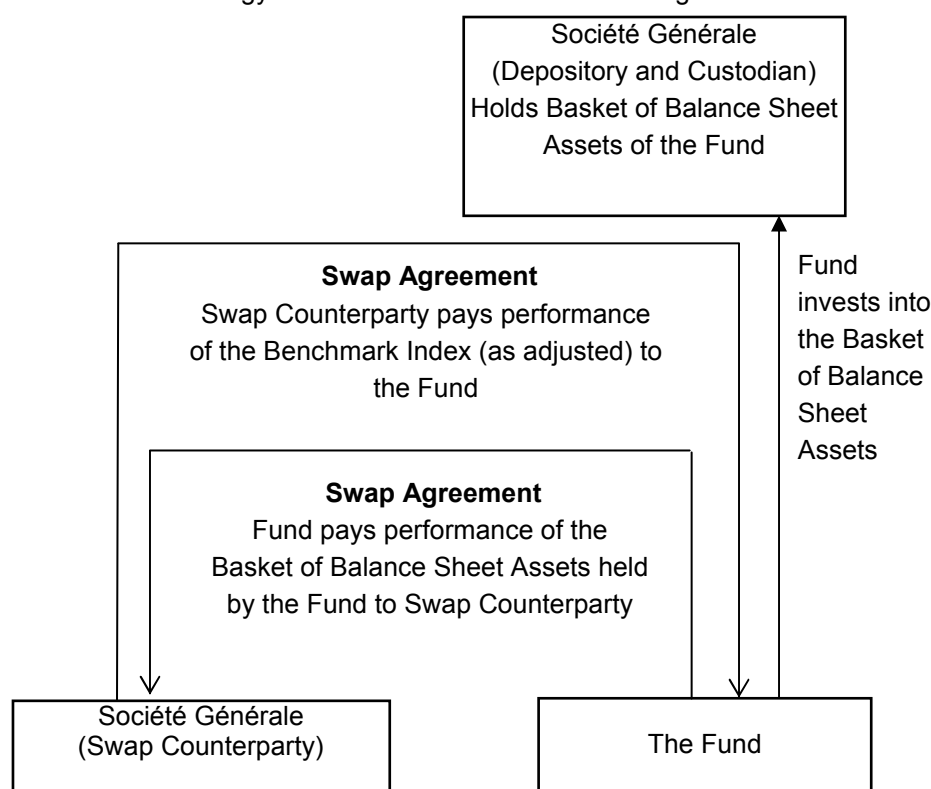 Société Générale
(Depository and Custodian)
Holds Basket of Balance Sheet
Assets of the Fund
Fund
invests into
the Basket
of Balance
Sheet
Assets
Swap Agreement
Swap Counterparty pays performance
of the Benchmark Index (as adjusted) to
the Fund
Swap Agreement
Fund pays performance of the
Basket of Balance Sheet Assets held
by the Fund to Swap Counterparty
Société Générale
(Swap Counterparty)
The Fund